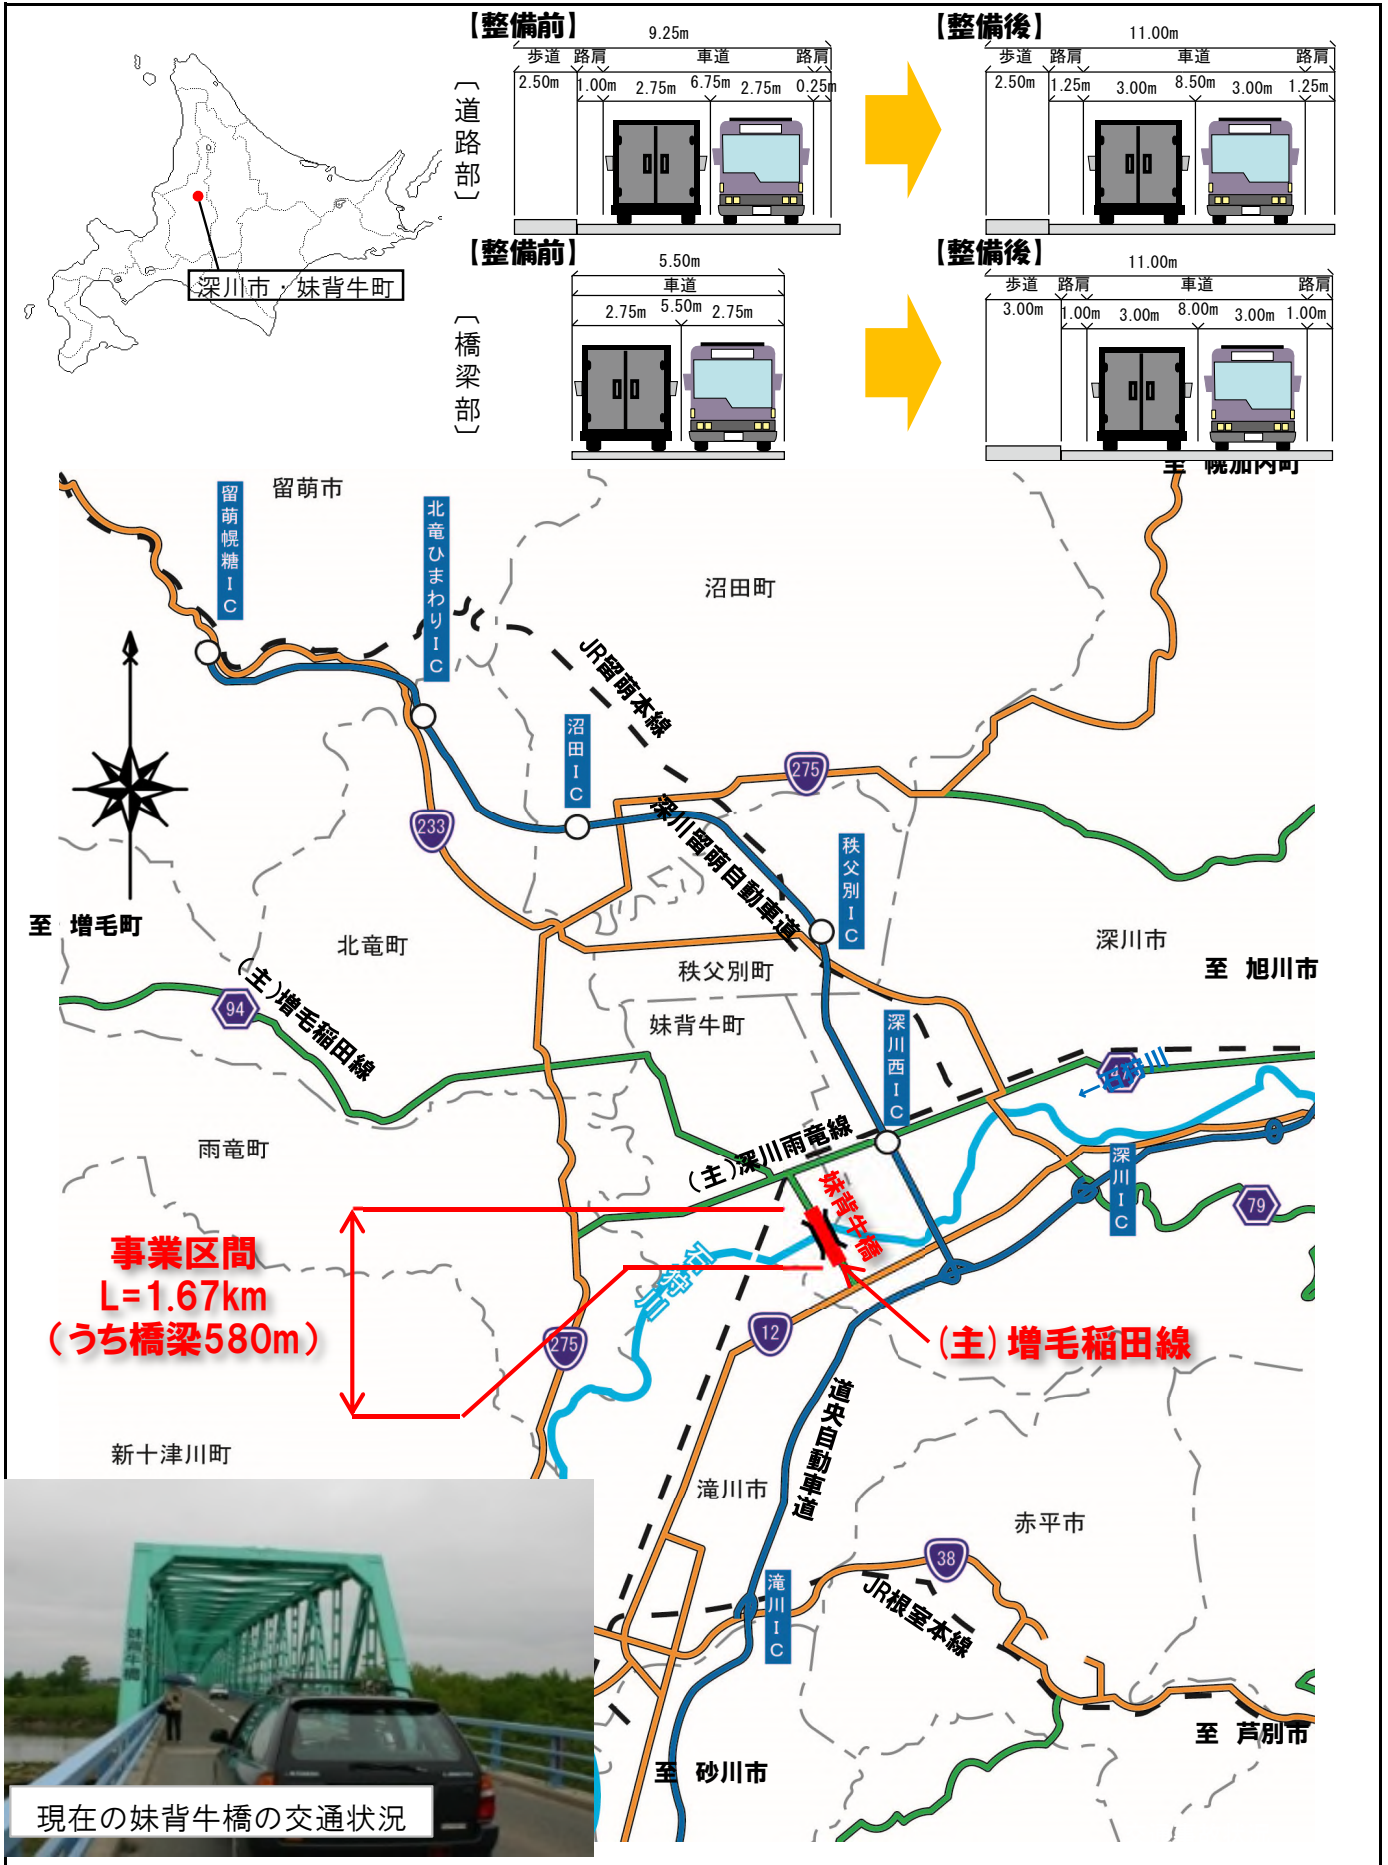 【整備前】
9.25m
歩道 路肩 車道 路肩
2.50m 1.00m 2.75m 6.75m 2.75m 0.25m
【整備後】
11.00m
歩道 路肩 車道 路肩
2.50m 1.25m 3.00m 8.50m 3.00m 1.25m
〔道路部〕
深川市・妹背牛町
【整備前】
5.50m
車道
2.75m 5.50m 2.75m
【整備後】
11.00m
歩道 路肩 車道 路肩
3.00m 1.00m 3.00m 8.00m 3.00m 1.00m
〔橋梁部〕
至 幌加内町
留萌市
留萌幌糖IC
北竜ひまわりIC
沼田町
JR留萌本線
沼田IC
275
233
深川留萌自動車道
秩父別IC
至 増毛町
北竜町
深川市
秩父別町
至 旭川市
(主)増毛稲田線
94
妹背牛町
深川西IC
47
←石狩川
雨竜町
(主)深川雨竜線
深川IC
妹背牛橋
79
事業区間
L=1.67km
(うち橋梁580m)
石狩川
275
12
(主)増毛稲田線
道央自動車道
新十津川町
滝川市
赤平市
38
滝川IC
JR根室本線
至 芦別市
至 砂川市
妹背牛橋
現在の妹背牛橋の交通状況